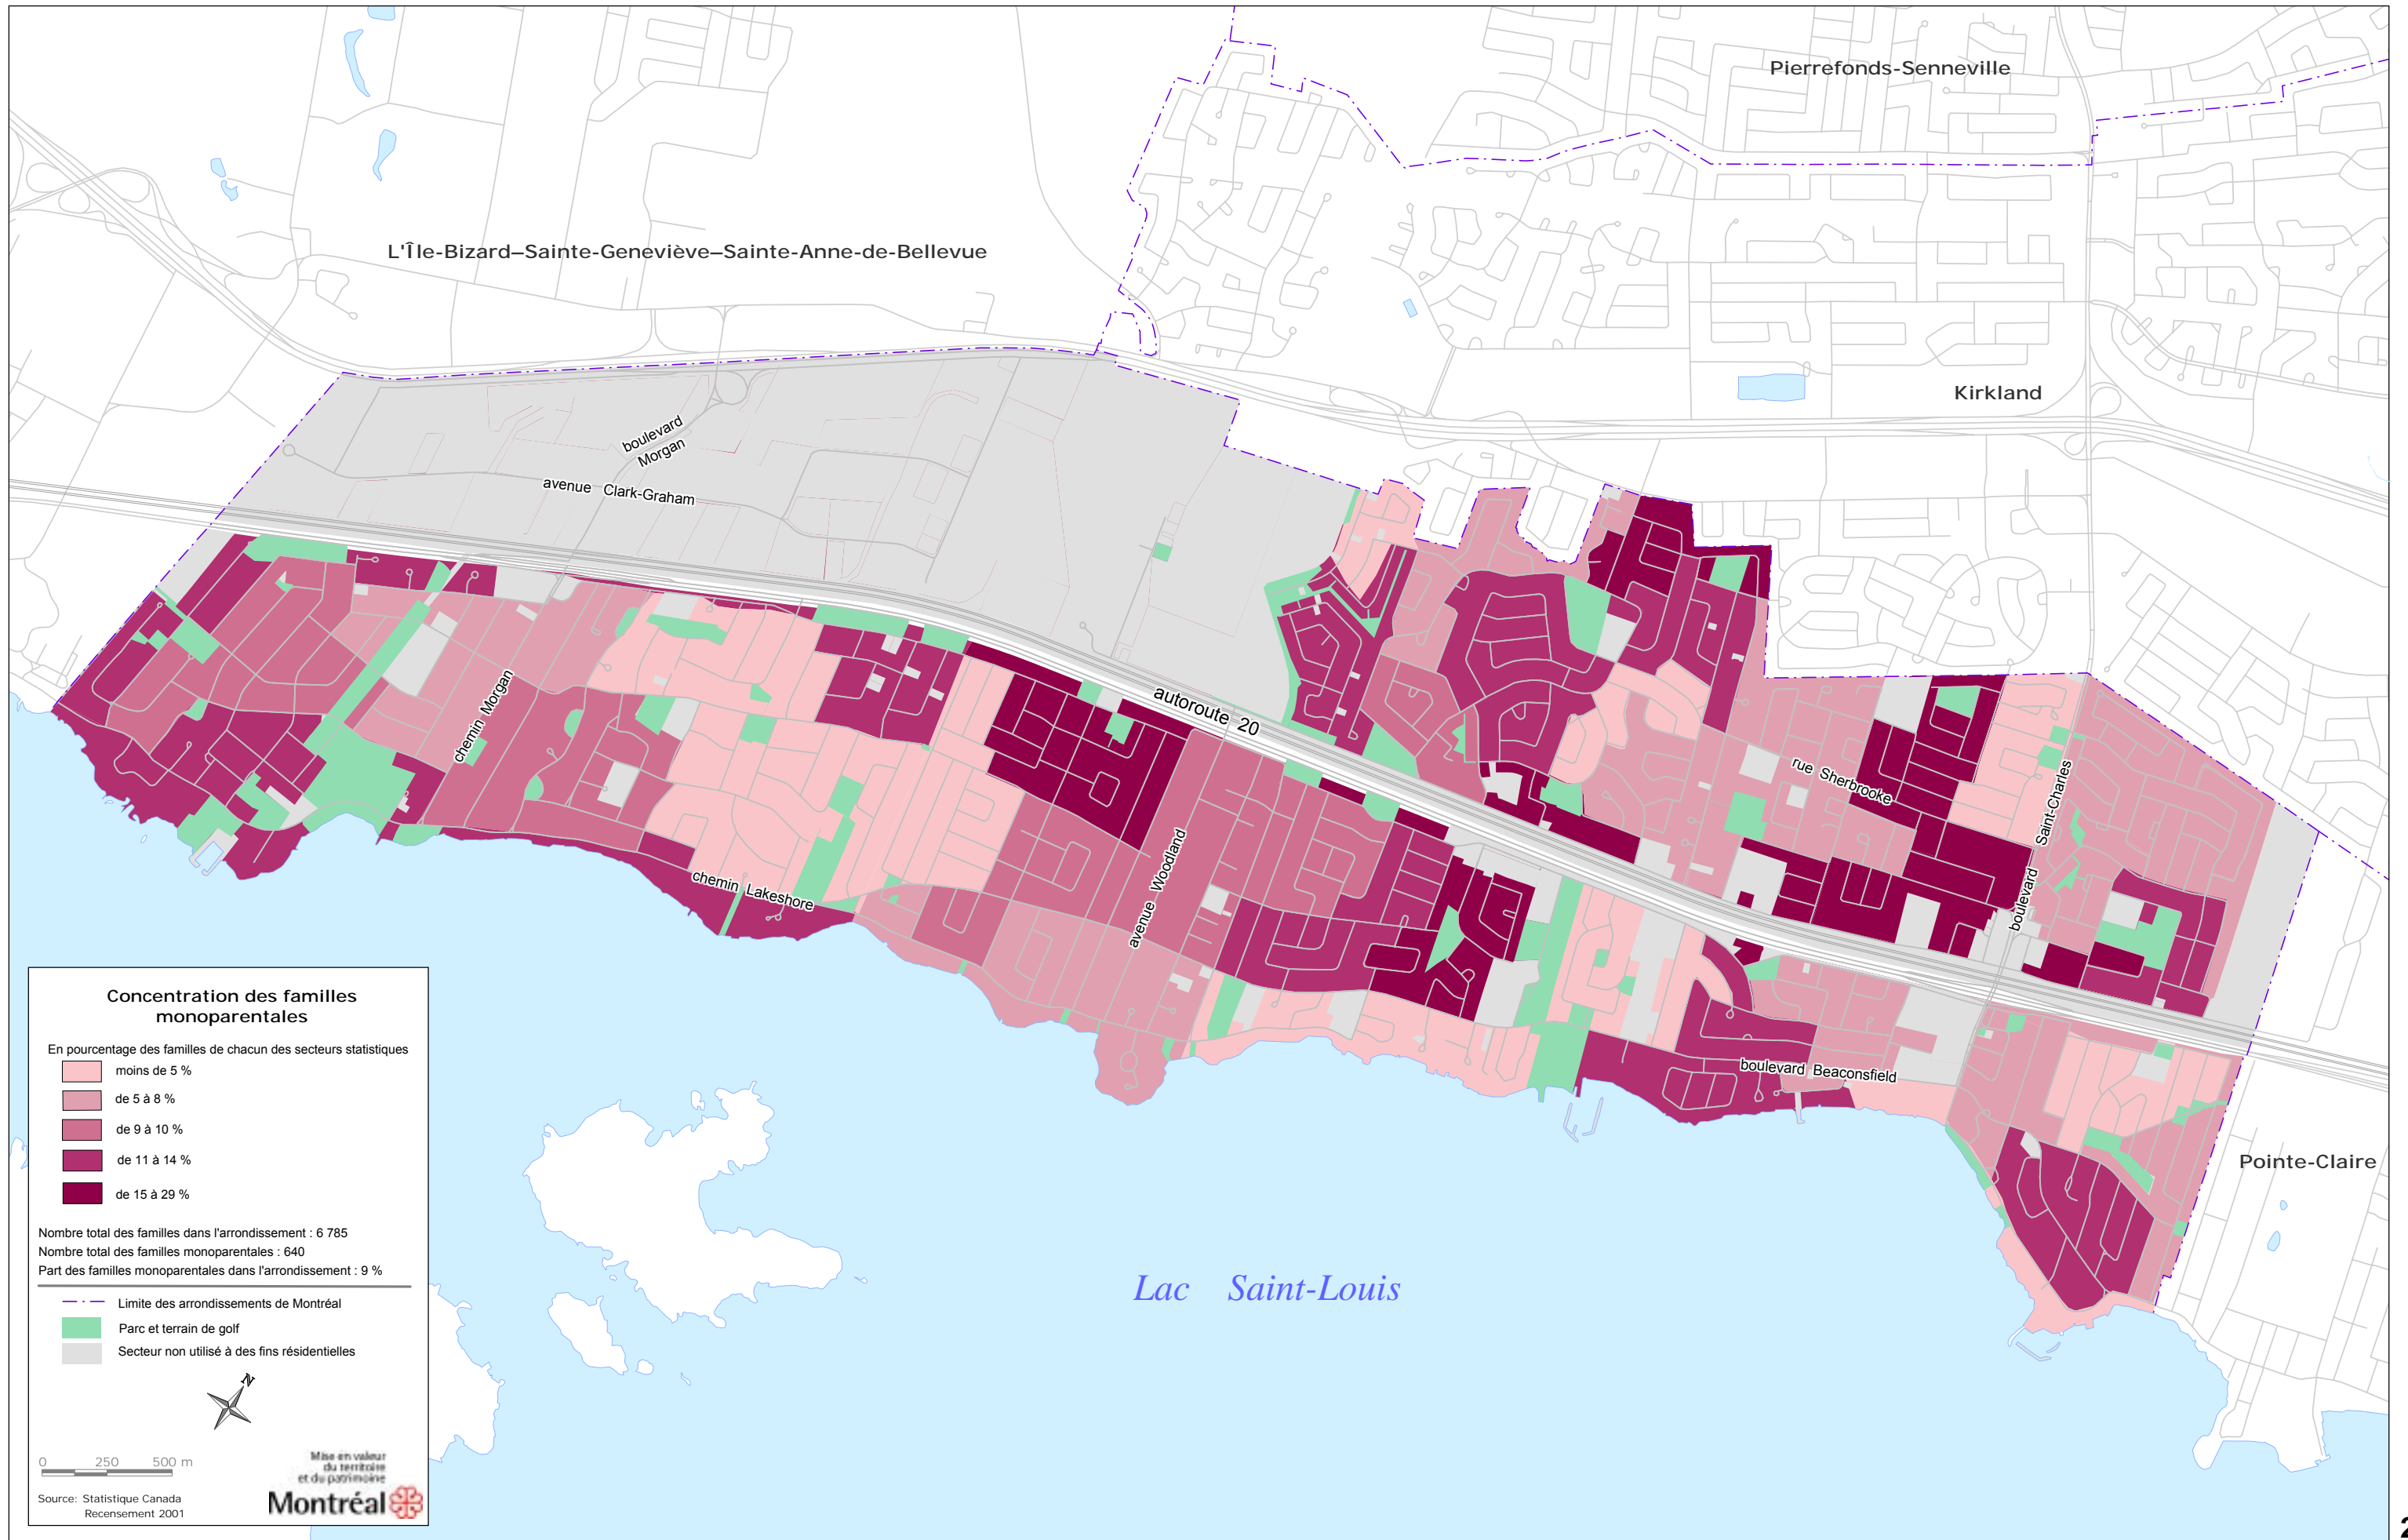 Pierrefonds-Senneville
L'Île-Bizard–Sainte-Geneviève–Sainte-Anne-de-Bellevue
Kirkland
boulevard
Morgan
avenue Clark-Graham
chemin Morgan
autoroute 20
rue Sherbrooke
boulevard Saint-Charles
avenue Woodland
chemin Lakeshore
boulevard Beaconsfield
Pointe-Claire
Lac Saint-Louis
Concentration des familles
monoparentales
En pourcentage des familles de chacun des secteurs statistiques
moins de 5 %
de 5 à 8 %
de 9 à 10 %
de 11 à 14 %
de 15 à 29 %
Nombre total des familles dans l'arrondissement : 6 785
Nombre total des familles monoparentales : 640
Part des familles monoparentales dans l'arrondissement : 9 %
Limite des arrondissements de Montréal
Parc et terrain de golf
Secteur non utilisé à des fins résidentielles
N
0 250 500 m
Mise en valeur
du territoire
et du patrimoine
Montréal
Source: Statistique Canada
Recensement 2001